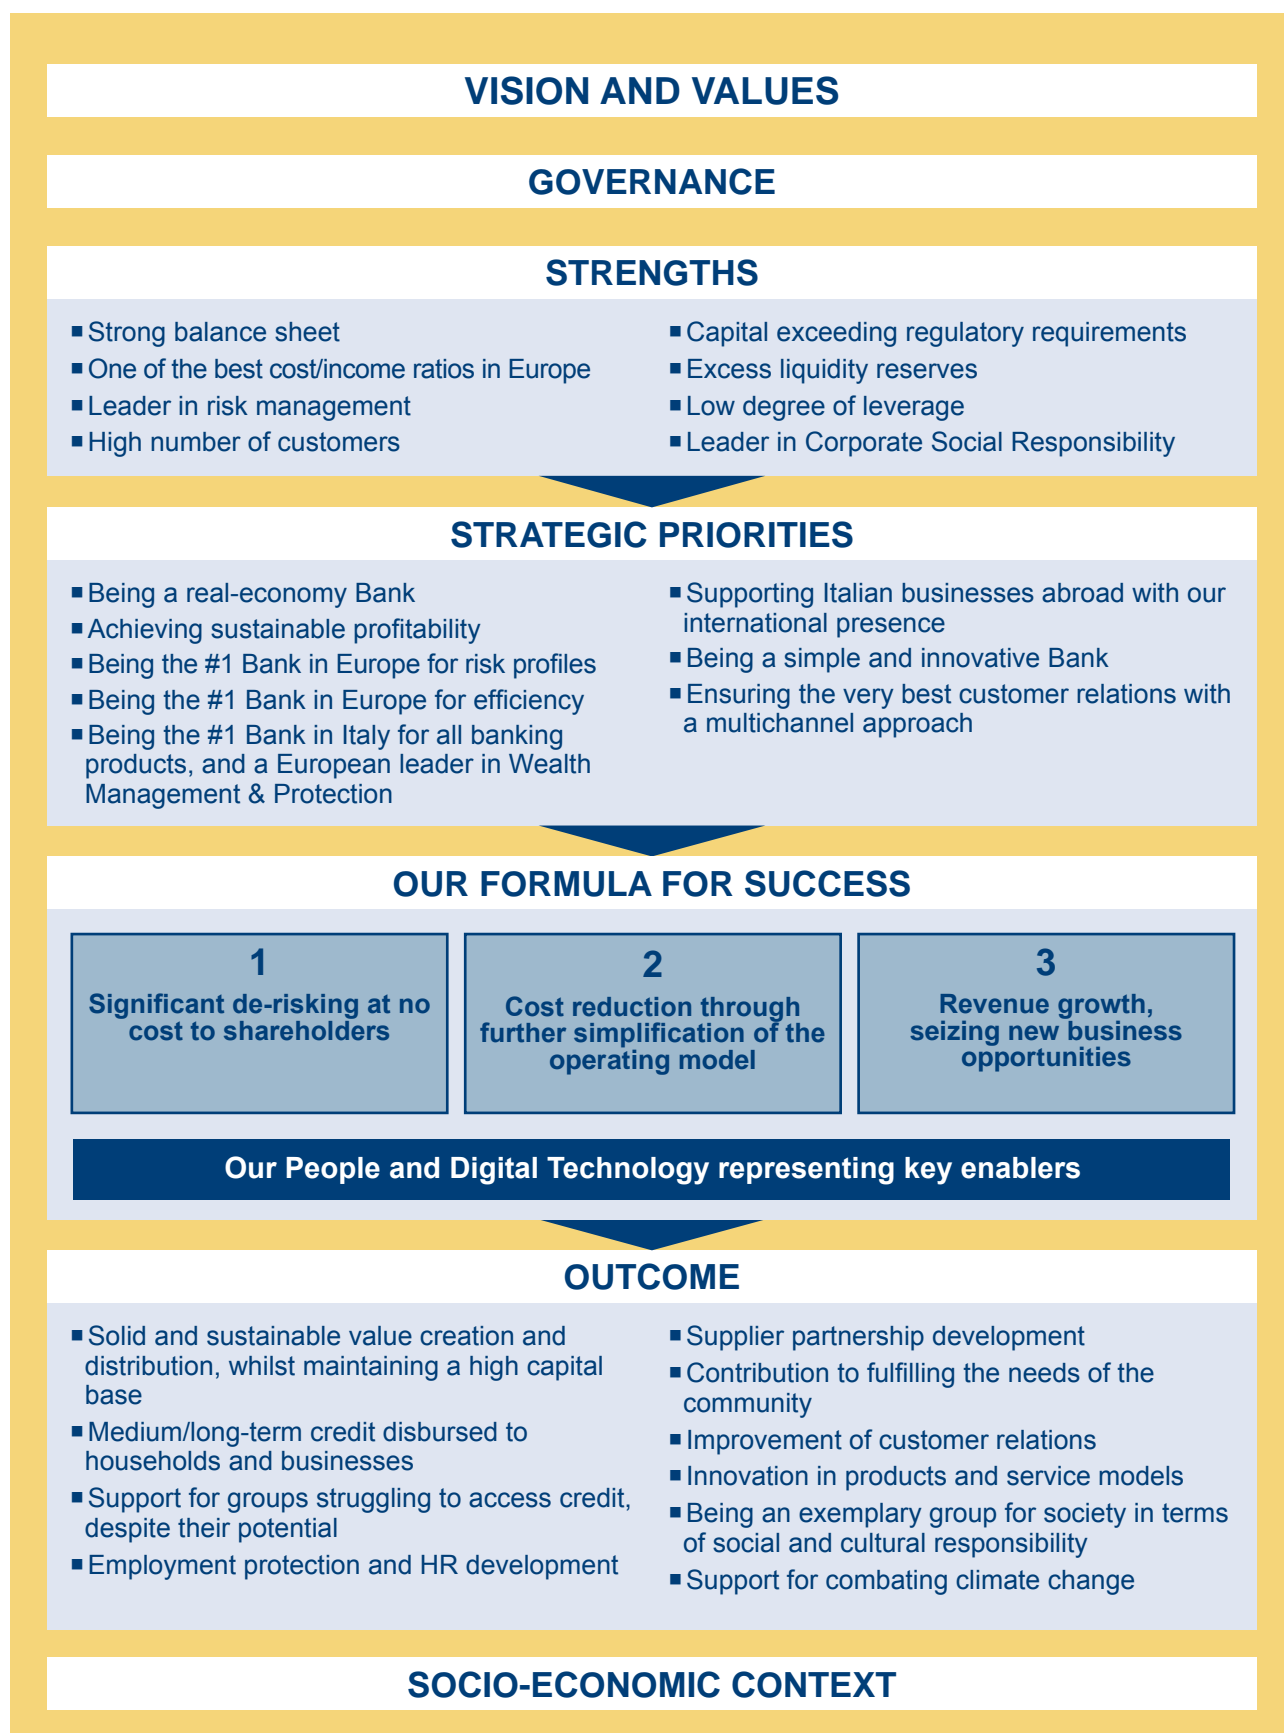 VISION AND VALUES
GOVERNANCE
STRENGTHS
▪ Strong balance sheet
▪ One of the best cost/income ratios in Europe
▪ Leader in risk management
▪ High number of customers
▪ Capital exceeding regulatory requirements
▪ Excess liquidity reserves
▪ Low degree of leverage
▪ Leader in Corporate Social Responsibility
STRATEGIC PRIORITIES
▪ Being a real-economy Bank
▪ Achieving sustainable profitability
▪ Being the #1 Bank in Europe for risk profiles
▪ Being the #1 Bank in Europe for efficiency
▪ Being the #1 Bank in Italy for all banking
products, and a European leader in Wealth
Management & Protection
▪ Supporting Italian businesses abroad with our
international presence
▪ Being a simple and innovative Bank
▪ Ensuring the very best customer relations with
a multichannel approach
OUR FORMULA FOR SUCCESS
1
Significant de-risking at no
cost to shareholders
2
Cost reduction through
further simplification of the
operating model
3
Revenue growth,
seizing new business
opportunities
Our People and Digital Technology representing key enablers
OUTCOME
▪ Solid and sustainable value creation and
distribution, whilst maintaining a high capital
base
▪ Medium/long-term credit disbursed to
households and businesses
▪ Support for groups struggling to access credit,
despite their potential
▪ Employment protection and HR development
▪ Supplier partnership development
▪ Contribution to fulfilling the needs of the
community
▪ Improvement of customer relations
▪ Innovation in products and service models
▪ Being an exemplary group for society in terms
of social and cultural responsibility
▪ Support for combating climate change
SOCIO-ECONOMIC CONTEXT